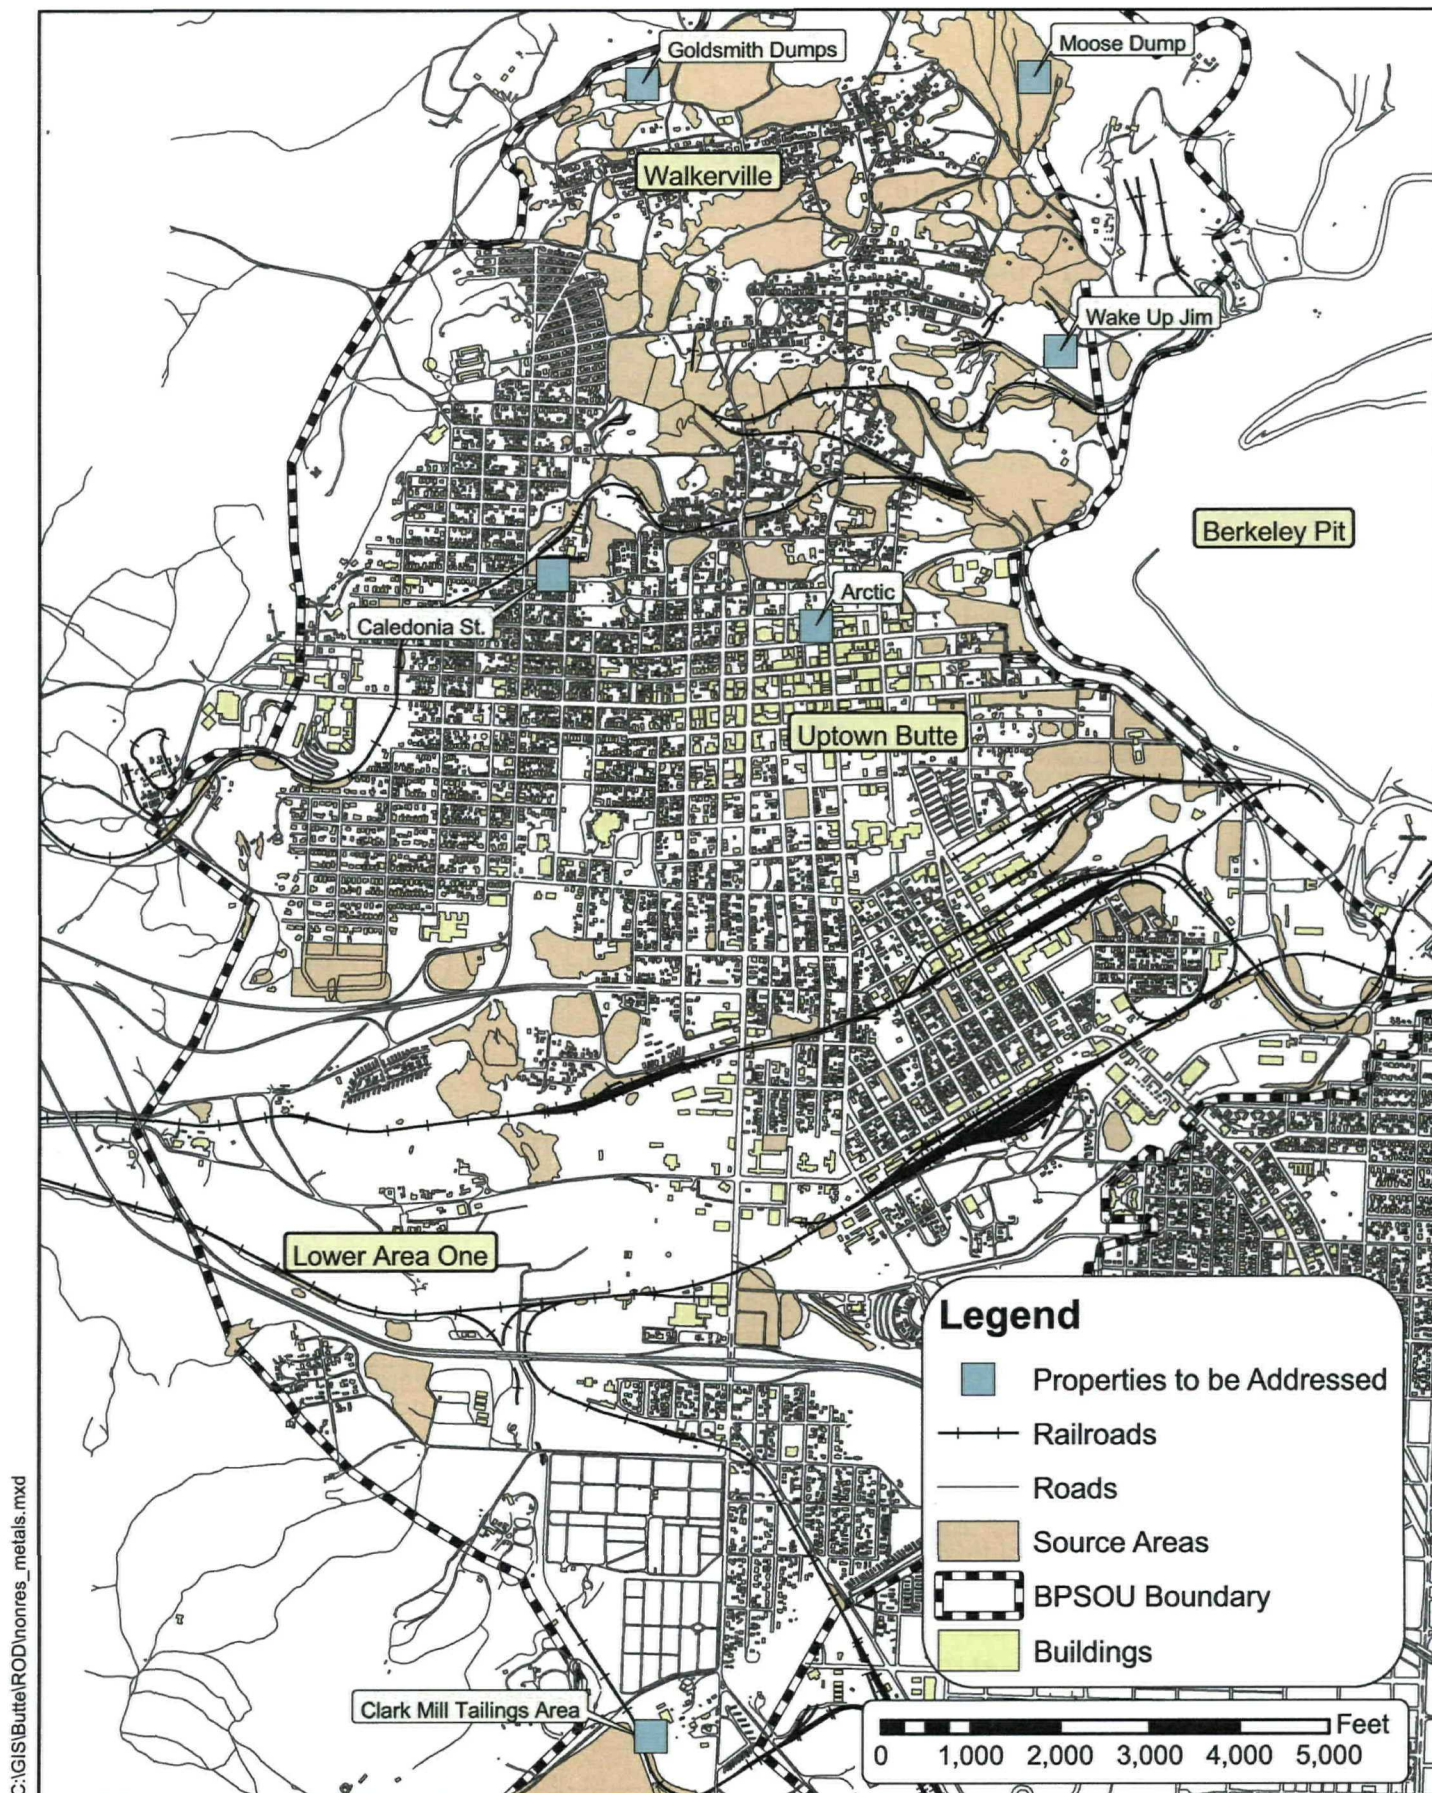 Goldsmith Dumps
Moose Dump
Walkerville
Wake Up Jim
Berkeley Pit
Arctic
Caledonia St.
Uptown Butte
Lower Area One
Legend
Properties to be Addressed
Railroads
Roads
Source Areas
BPSOU Boundary
Buildings
Clark Mill Tailings Area
Feet
0 1,000 2,000 3,000 4,000 5,000
C:\GIS\Butte\ROD\nonres_metals.mxd